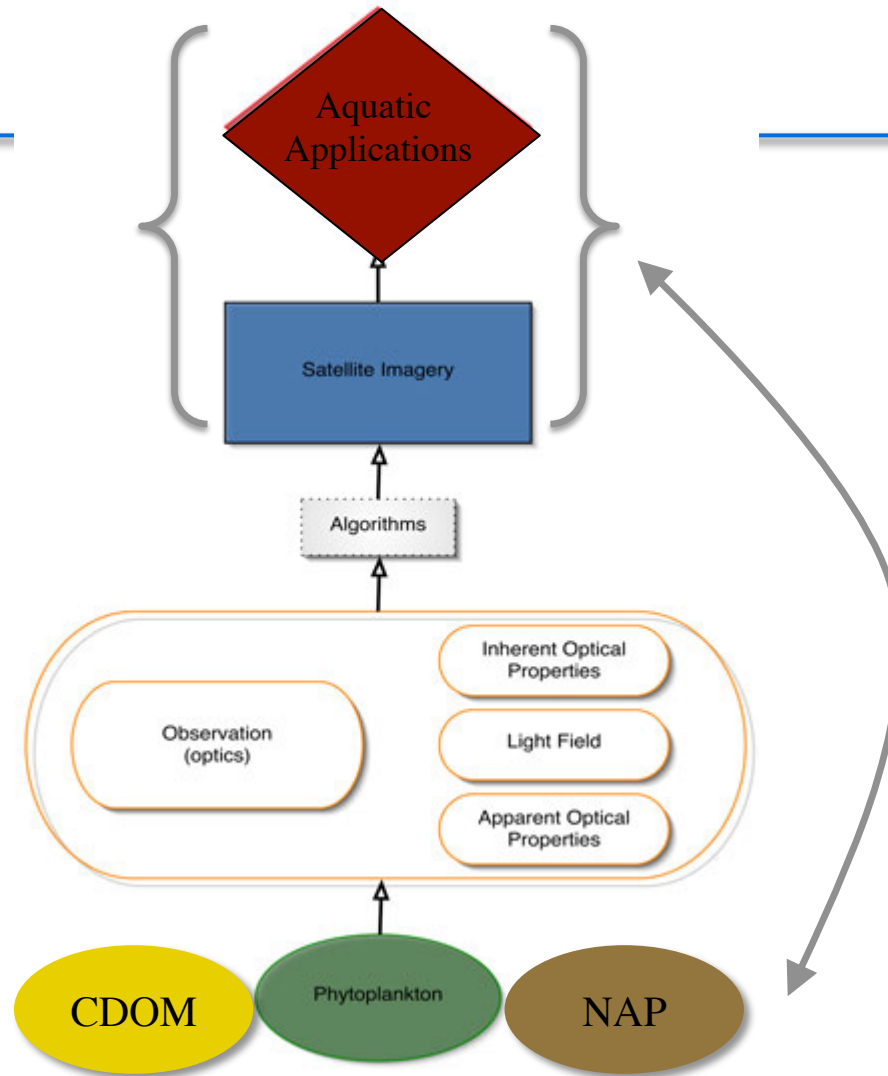 Aquatic
Applications
Satellite Imagery
Algorithms
Observation
(optics)
Inherent Optical
Properties
Light Field
Apparent Optical
Properties
CDOM
Phytoplankton
NAP